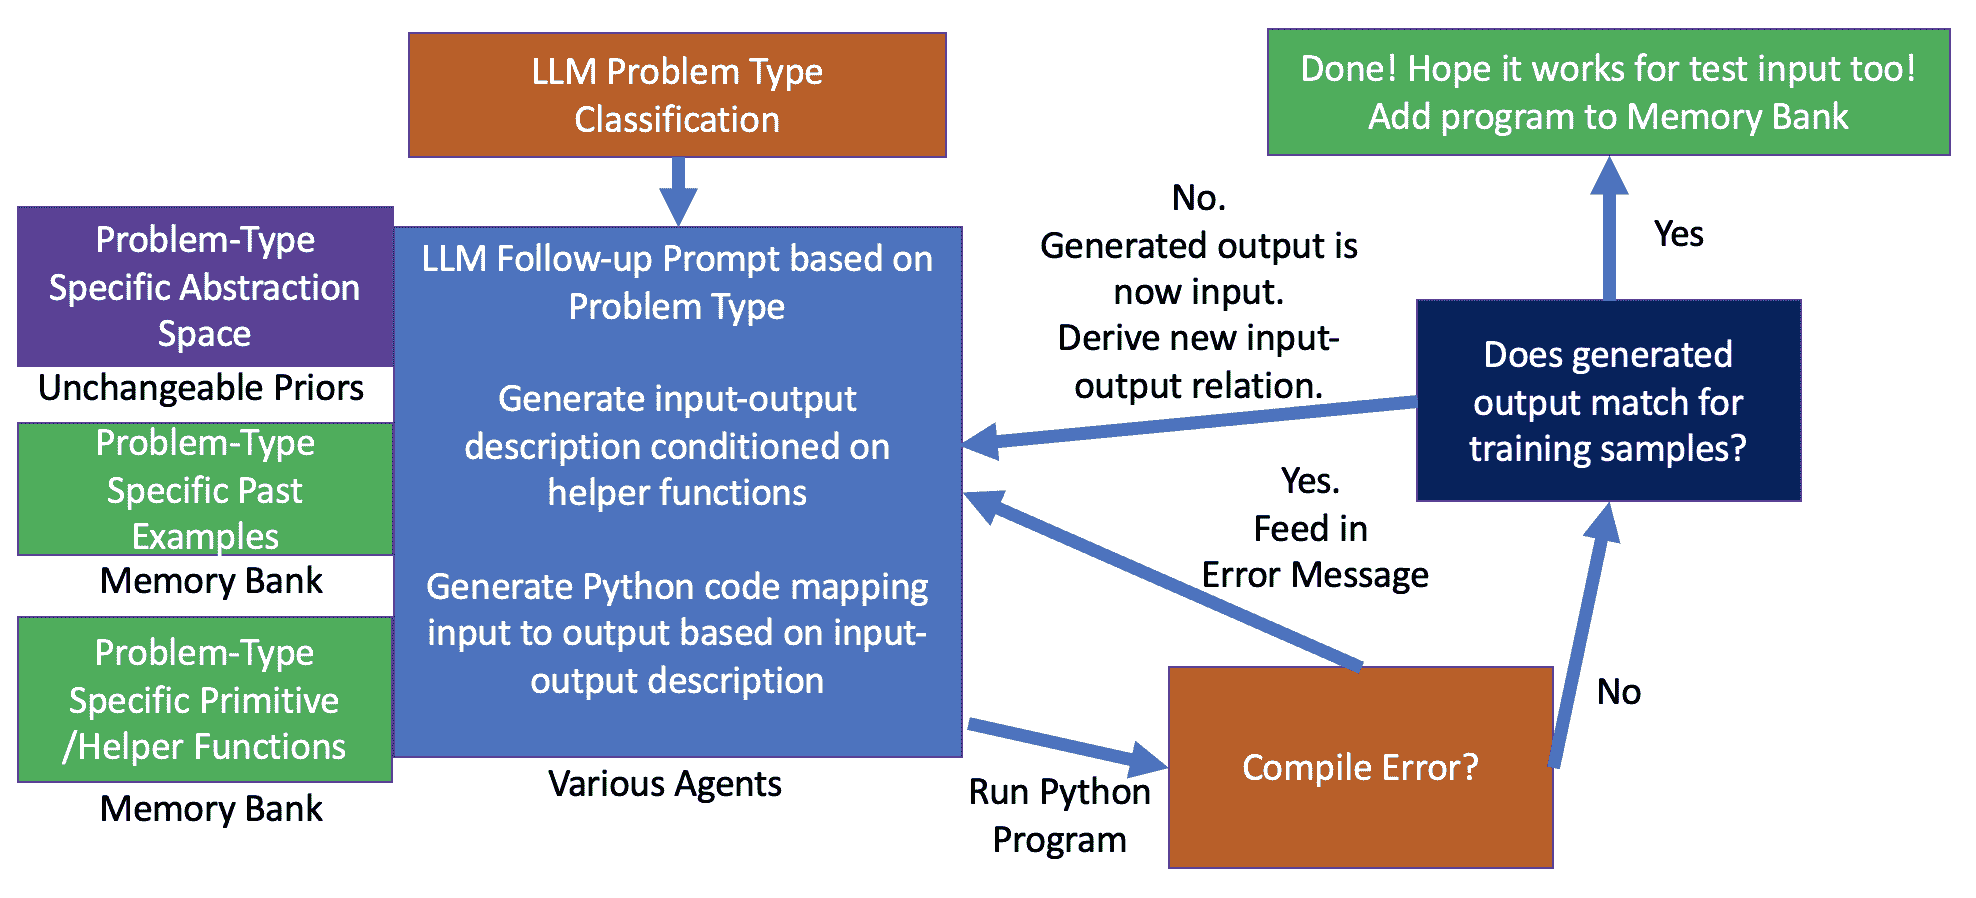 LLM Problem Type
Classification
Done! Hope it works for test input too!
Add program to Memory Bank
Problem-Type
Specific Abstraction
Space
Unchangeable Priors
Problem-Type
Specific Past
Examples
Memory Bank
Problem-Type
Specific Primitive
/Helper Functions
Memory Bank
LLM Follow-up Prompt based on
Problem Type
Generate input-output
description conditioned on
helper functions
Generate Python code mapping
input to output based on input-
output description
Various Agents
No.
Generated output is
now input.
Derive new input-
output relation.
Yes
Does generated
output match for
training samples?
Yes.
Feed in
Error Message
No
Compile Error?
Run Python
Program